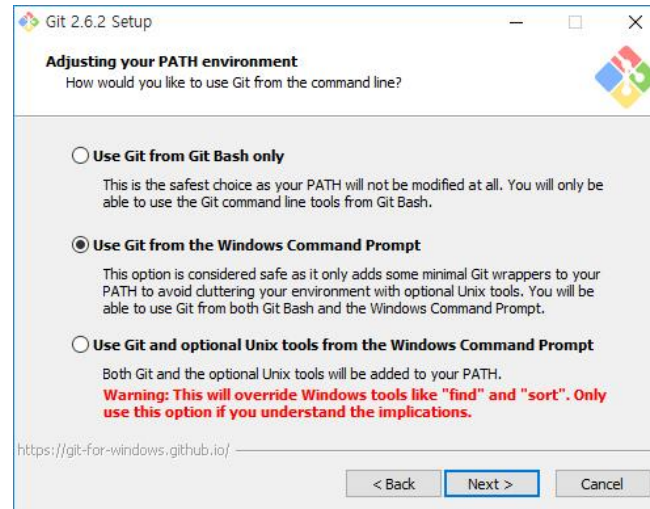 Git 2.6.2 Setup
Adjusting your PATH environment
How would you like to use Git from the command line?
Use Git from Git Bash only
This is the safest choice as your PATH will not be modified at all. You will only be
able to use the Git command line tools from Git Bash.
Use Git from the Windows Command Prompt
This option is considered safe as it only adds some minimal Git wrappers to your
PATH to avoid cluttering your environment with optional Unix tools. You will be
able to use Git from both Git Bash and the Windows Command Prompt.
Use Git and optional Unix tools from the Windows Command Prompt
Both Git and the optional Unix tools will be added to your PATH.
Warning: This will override Windows tools like "find" and "sort". Only
use this option if you understand the implications.
https://git-for-windows.github.io/
< Back Next > Cancel